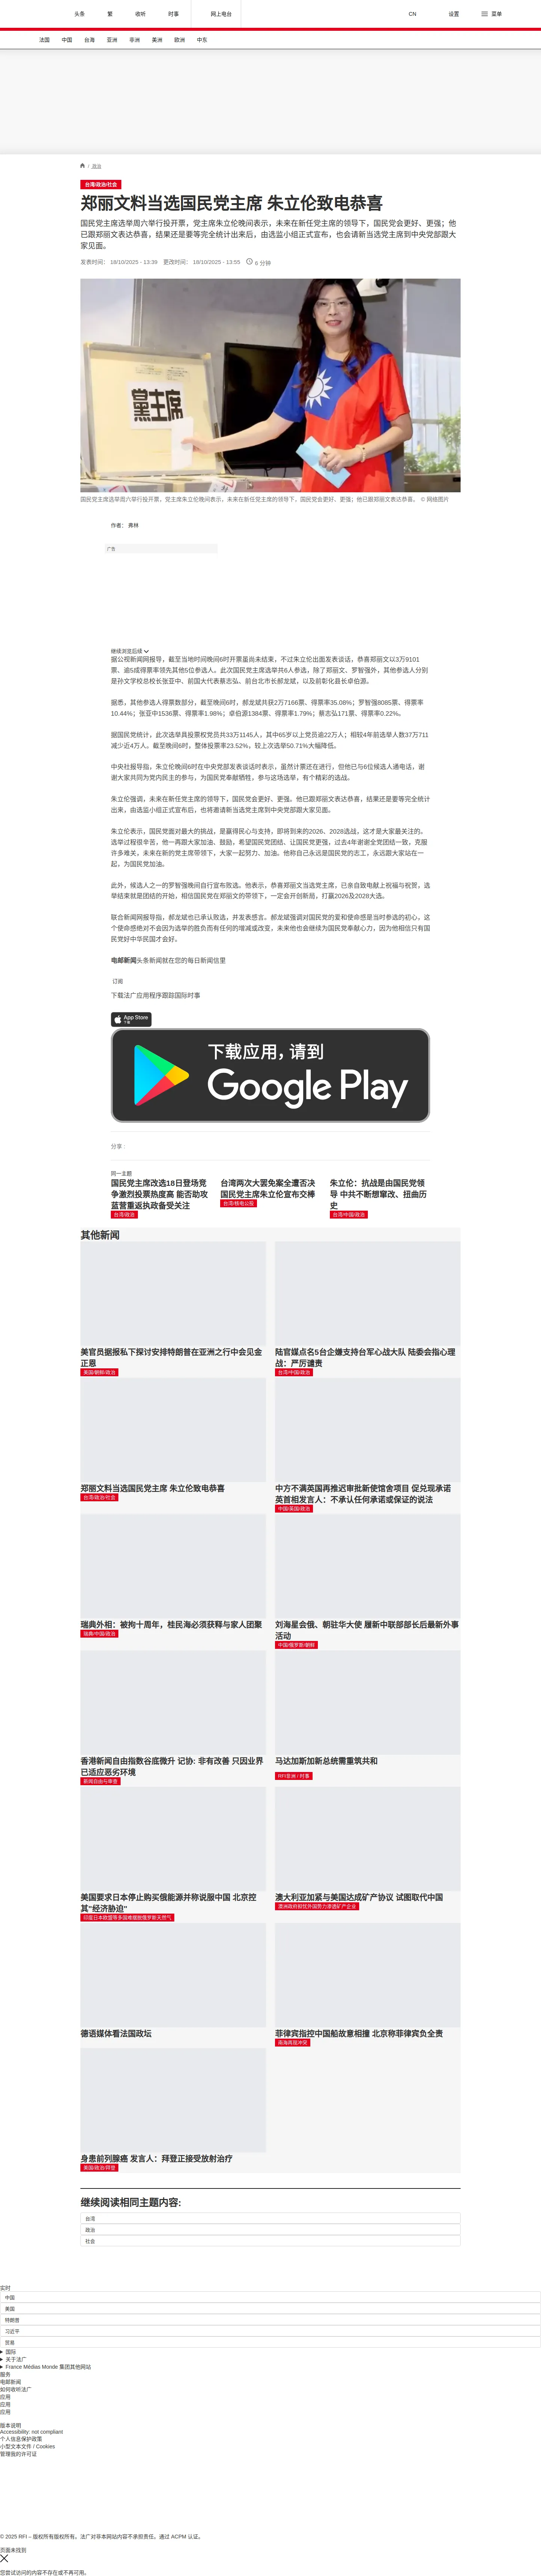 头条
繁
收听
时事
网上电台
CN
设置
菜单
法国
中国
台海
亚洲
非洲
美洲
欧洲
中东
/ 政治
台湾/政治/社会
郑丽文料当选国民党主席 朱立伦致电恭喜
国民党主席选举周六举行投开票，党主席朱立伦晚间表示，未来在新任党主席的领导下，国民党会更好、更强；他
已跟郑丽文表达恭喜，结果还是要等完全统计出来后，由选监小组正式宣布，也会请新当选党主席到中央党部跟大
家见面。
发表时间： 18/10/2025 - 13:39 更改时间： 18/10/2025 - 13:55 6 分钟
黨主席
国民党主席选举周六举行投开票，党主席朱立伦晚间表示，未来在新任党主席的领导下，国民党会更好、更强；他已跟郑丽文表达恭喜。 © 网络图片
作者： 弗林
广告
继续浏览后续
据公视新闻网报导，截至当地时间晚间6时开票虽尚未结束，不过朱立伦出面发表谈话，恭喜郑丽文以3万9101
票、逾5成得票率领先其他5位参选人。此次国民党主席选举共6人参选，除了郑丽文、罗智强外，其他参选人分别
是孙文学校总校长张亚中、前国大代表蔡志弘、前台北市长郝龙斌，以及前彰化县长卓伯源。
据悉，其他参选人得票数部分，截至晚间6时，郝龙斌共获2万7166票、得票率35.08%；罗智强8085票、得票率
10.44%；张亚中1536票、得票率1.98%；卓伯源1384票、得票率1.79%；蔡志弘171票、得票率0.22%。
据国民党统计，此次选举具投票权党员共33万1145人，其中65岁以上党员逾22万人；相较4年前选举人数37万711
减少近4万人。截至晚间6时，整体投票率23.52%，较上次选举50.71%大幅降低。
中央社报导指，朱立伦晚间6时在中央党部发表谈话时表示，虽然计票还在进行，但他已与6位候选人通电话，谢
谢大家共同为党内民主的参与，为国民党奉献牺牲，参与这场选举，有个精彩的选战。
朱立伦强调，未来在新任党主席的领导下，国民党会更好、更强。他已跟郑丽文表达恭喜，结果还是要等完全统计
出来，由选监小组正式宣布后，也将邀请新当选党主席到中央党部跟大家见面。
朱立伦表示，国民党面对最大的挑战，是赢得民心与支持，即将到来的2026、2028选战，这才是大家最关注的。
选举过程很辛苦，他一再跟大家加油、鼓励，希望国民党团结、让国民党更强，过去4年谢谢全党团结一致，克服
许多难关，未来在新的党主席带领下，大家一起努力、加油。他称自己永远是国民党的志工，永远跟大家站在一
起，为国民党加油。
此外，候选人之一的罗智强晚间自行宣布败选。他表示，恭喜郑丽文当选党主席，已亲自致电献上祝福与祝贺，选
举结束就是团结的开始，相信国民党在郑丽文的带领下，一定会开创新局，打赢2026及2028大选。
联合新闻网报导指，郝龙斌也已承认败选，并发表感言。郝龙斌强调对国民党的爱和使命感是当时参选的初心，这
个使命感绝对不会因为选举的胜负而有任何的增减或改变，未来他也会继续为国民党奉献心力，因为他相信只有国
民党好中华民国才会好。
电邮新闻头条新闻就在您的每日新闻信里
订阅
下载法广应用程序跟踪国际时事
App Store
下载
下载应用，请到
Google Play
分享 :
同一主题
国民党主席改选18日登场竞
争激烈投票热度高 能否助攻
蓝营重返执政备受关注
台湾/政治
台湾两次大罢免案全遭否决
国民党主席朱立伦宣布交棒
台湾/核电公投
朱立伦：抗战是由国民党领
导 中共不断想窜改、扭曲历
史
台湾/中国/政治
其他新闻
美官员据报私下探讨安排特朗普在亚洲之行中会见金
正恩
美国/朝鲜/政治
陆官媒点名5台企嫌支持台军心战大队 陆委会指心理
战：严厉谴责
台湾/中国/政治
郑丽文料当选国民党主席 朱立伦致电恭喜
台湾/政治/社会
中方不满英国再推迟审批新使馆舍项目 促兑现承诺
英首相发言人：不承认任何承诺或保证的说法
中国/英国/政治
瑞典外相：被拘十周年，桂民海必须获释与家人团聚
瑞典/中国/政治
刘海星会俄、朝驻华大使 履新中联部部长后最新外事
活动
中国/俄罗斯/朝鲜
香港新闻自由指数谷底微升 记协: 非有改善 只因业界
已适应恶劣环境
新闻自由与审查
马达加斯加新总统需重筑共和
RFI亚洲 / 时事
美国要求日本停止购买俄能源并称说服中国 北京控
其"经济胁迫"
印度日本欧盟等多国难摆脱俄罗斯天然气
澳大利亚加紧与美国达成矿产协议 试图取代中国
澳洲政府担忧外国势力渗透矿产企业
德语媒体看法国政坛
菲律宾指控中国船故意相撞 北京称菲律宾负全责
南海再现冲突
身患前列腺癌 发言人：拜登正接受放射治疗
美国/政治/拜登
继续阅读相同主题内容:
台湾
政治
社会
实时
中国
美国
特朗普
习近平
贸易
国际
关于法广
France Médias Monde 集团其他网站
服务
电邮新闻
如何收听法广
应用
应用
应用
版本说明
Accessibility: not compliant
个人信息保护政策
小型文本文件 / Cookies
管理我的许可证
© 2025 RFI – 版权所有版权所有。法广对非本网站内容不承担责任。通过 ACPM 认证。
页面未找到
您尝试访问的内容不存在或不再可用。